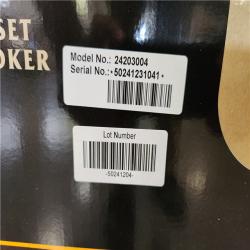 SET
OKER
Model No.: 24203004
Serial No.: *50241231041*
Lot Number
-50241204-